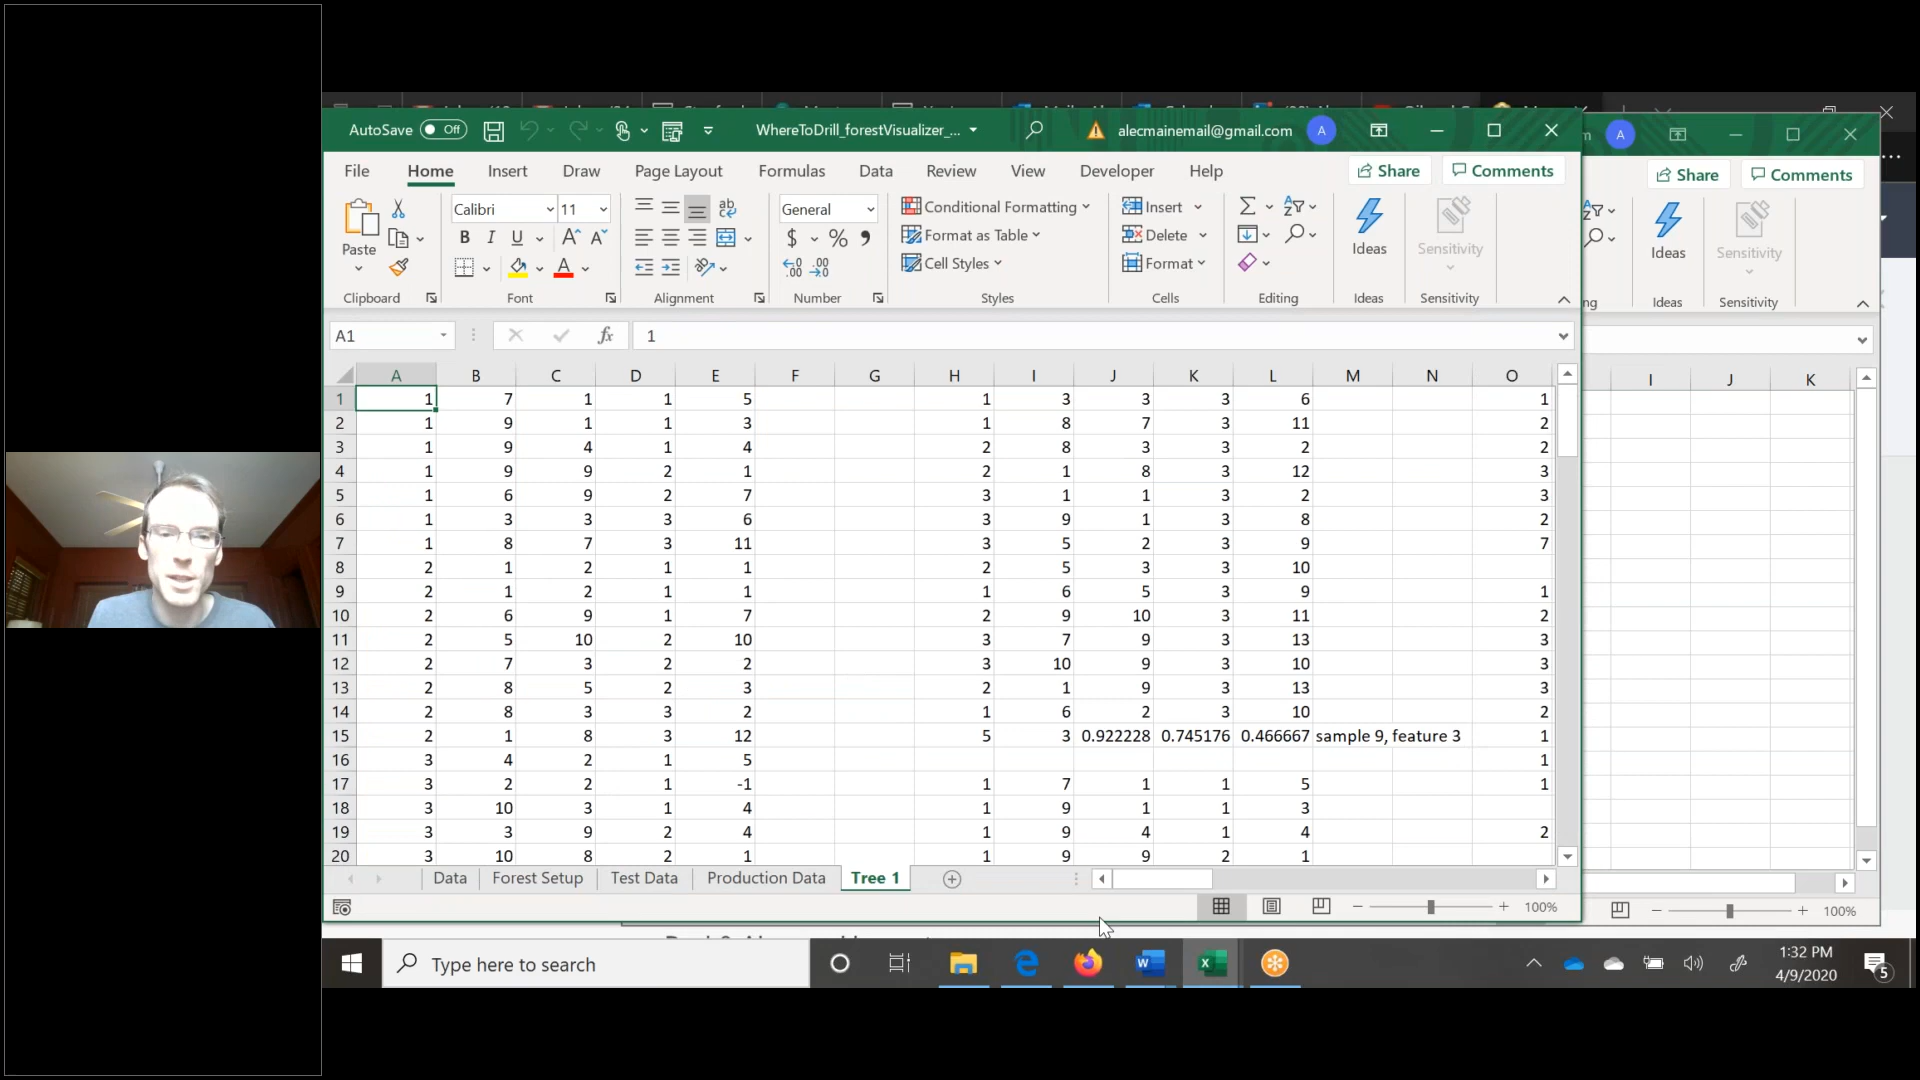 AutoSave Off WhereToDrill_forestVisualizer_... alecmainemail@gmail.com A A
File Home Insert Draw Page Layout Formulas Data Review View Developer Help Share Comments Share Comments
Paste Calibri 11 General Conditional Formatting Insert Ideas Sensitivity Ideas Sensitivity
B I U Format as Table Delete
Cell Styles Format
Clipboard Font Alignment Number Styles Cells Editing Ideas Sensitivity ng Ideas Sensitivity
A1 fx 1
A B C D E F G H I J K L M N O I J K
1 1 7 1 1 5 1 3 3 3 6 1
2 1 9 1 1 3 1 8 7 3 11 2
3 1 9 4 1 4 2 8 3 3 2 2
4 1 9 9 2 1 2 1 8 3 12 3
5 1 6 9 2 7 3 1 1 3 2 3
6 1 3 3 3 6 3 9 1 3 8 2
7 1 8 7 3 11 3 5 2 3 9 7
8 2 1 2 1 1 2 5 3 3 10
9 2 1 2 1 1 1 6 5 3 9 1
10 2 6 9 1 7 2 9 10 3 11 2
11 2 5 10 2 10 3 7 9 3 13 3
12 2 7 3 2 2 3 10 9 3 10 3
13 2 8 5 2 3 2 1 9 3 13 3
14 2 8 3 3 2 1 6 2 3 10 2
15 2 1 8 3 12 5 3 0.922228 0.745176 0.466667 sample 9, feature 3 1
16 3 4 2 1 5 1
17 3 2 2 1 -1 1 7 1 1 5 1
18 3 10 3 1 4 1 9 1 1 3
19 3 3 9 2 4 1 9 4 1 4 2
20 3 10 8 2 1 1 9 9 2 1
Data Forest Setup Test Data Production Data Tree 1
100% 100%
Type here to search 1:32 PM
4/9/2020 5